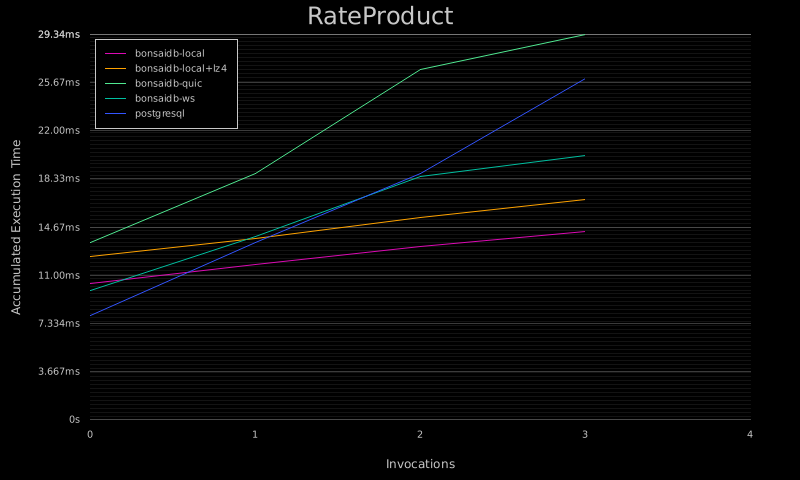 RateProduct
29.34ms
25.67ms
22.00ms
18.33ms
14.67ms
11.00ms
7.334ms
3.667ms
0s
bonsaidb-local
bonsaidb-local+lz4
bonsaidb-quic
bonsaidb-ws
postgresql
Accumulated Execution Time
0 1 2 3 4
Invocations